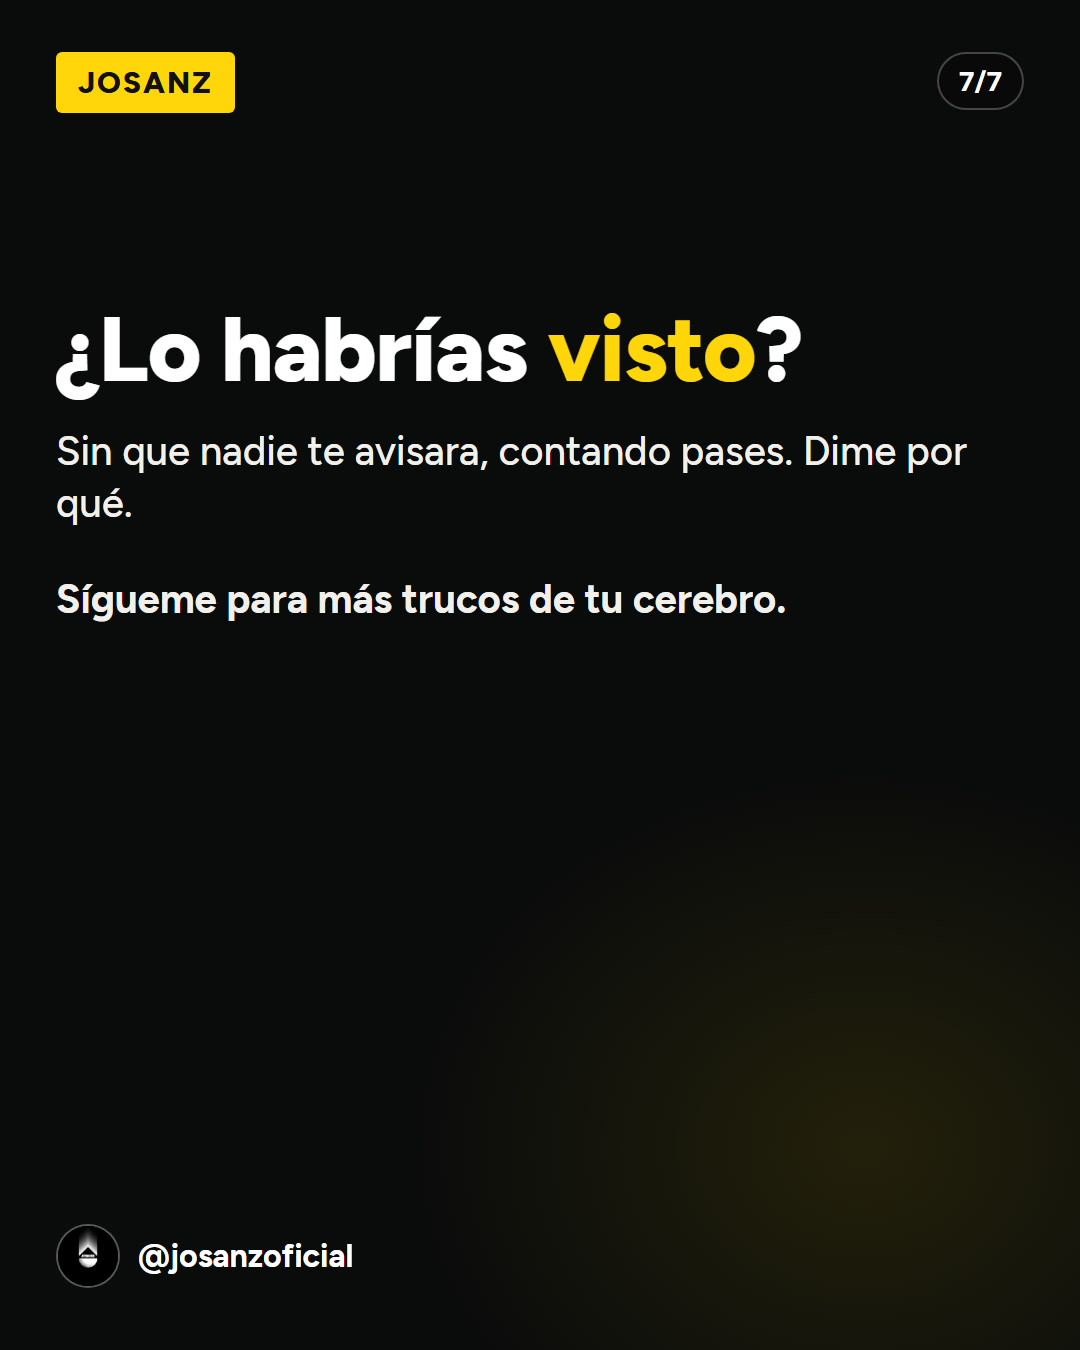 JOSANZ
7/7
¿Lo habrías visto?
Sin que nadie te avisara, contando pases. Dime por
qué.
Sígueme para más trucos de tu cerebro.
@josanzoficial